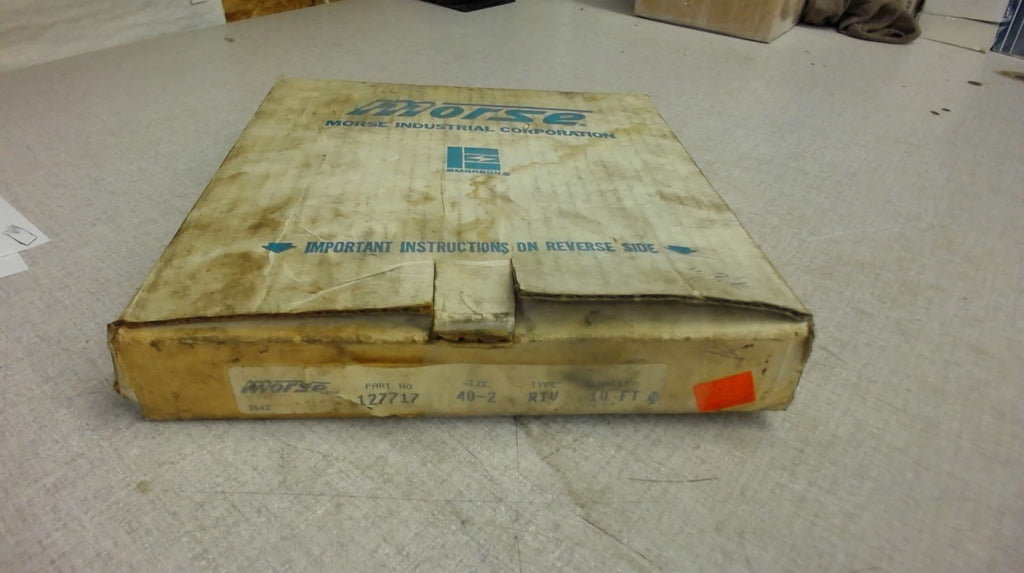 Morse
MORSE INDUSTRIAL CORPORATION
EMERSON
IMPORTANT INSTRUCTIONS ON REVERSE SIDE
Morse PART NO SIZE TYPE
127717 40-2 RIV 10 FT